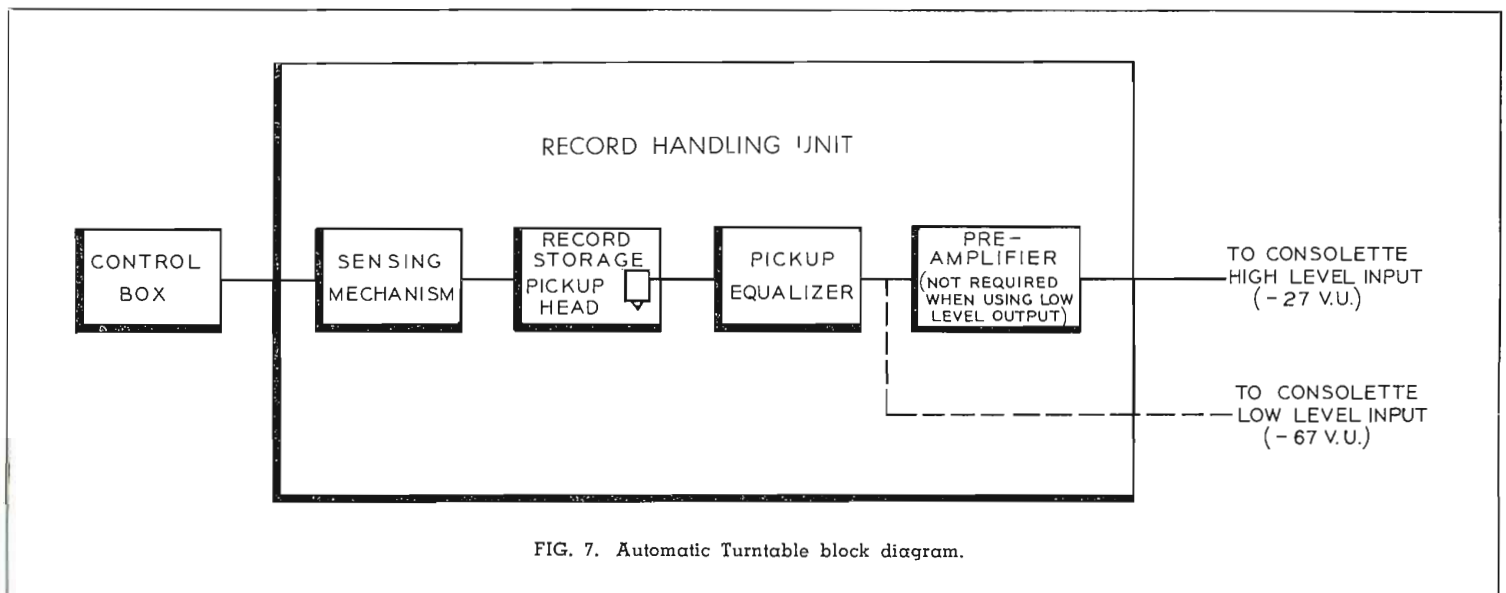 RECORD HANDLING UNIT
CONTROL
BOX
SENSING
MECHANISM
RECORD
STORAGE
PICKUP
HEAD
PICKUP
EQUALIZER
PRE-
AMPLIFIER
(NOT REQUIRED
WHEN USING LOW
LEVEL OUTPUT)
TO CONSOLETTE
HIGH LEVEL INPUT
(-27 V.U.)
TO CONSOLETTE
LOW LEVEL INPUT
(-67 V.U.)
FIG. 7. Automatic Turntable block diagram.